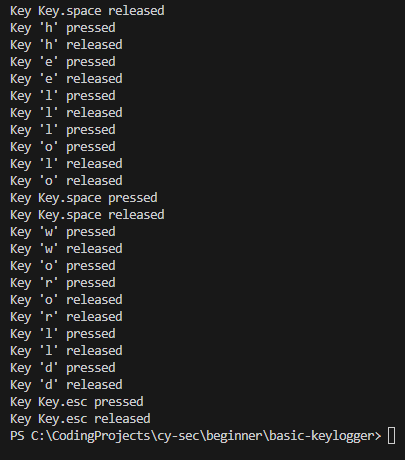 Key Key.space released
Key 'h' pressed
Key 'h' released
Key 'e' pressed
Key 'e' released
Key 'l' pressed
Key 'l' released
Key 'l' pressed
Key 'o' pressed
Key 'l' released
Key 'o' released
Key Key.space pressed
Key Key.space released
Key 'w' pressed
Key 'w' released
Key 'o' pressed
Key 'r' pressed
Key 'o' released
Key 'r' released
Key 'l' pressed
Key 'l' released
Key 'd' pressed
Key 'd' released
Key Key.esc pressed
Key Key.esc released
PS C:\CodingProjects\cy-sec\beginner\basic-keylogger>